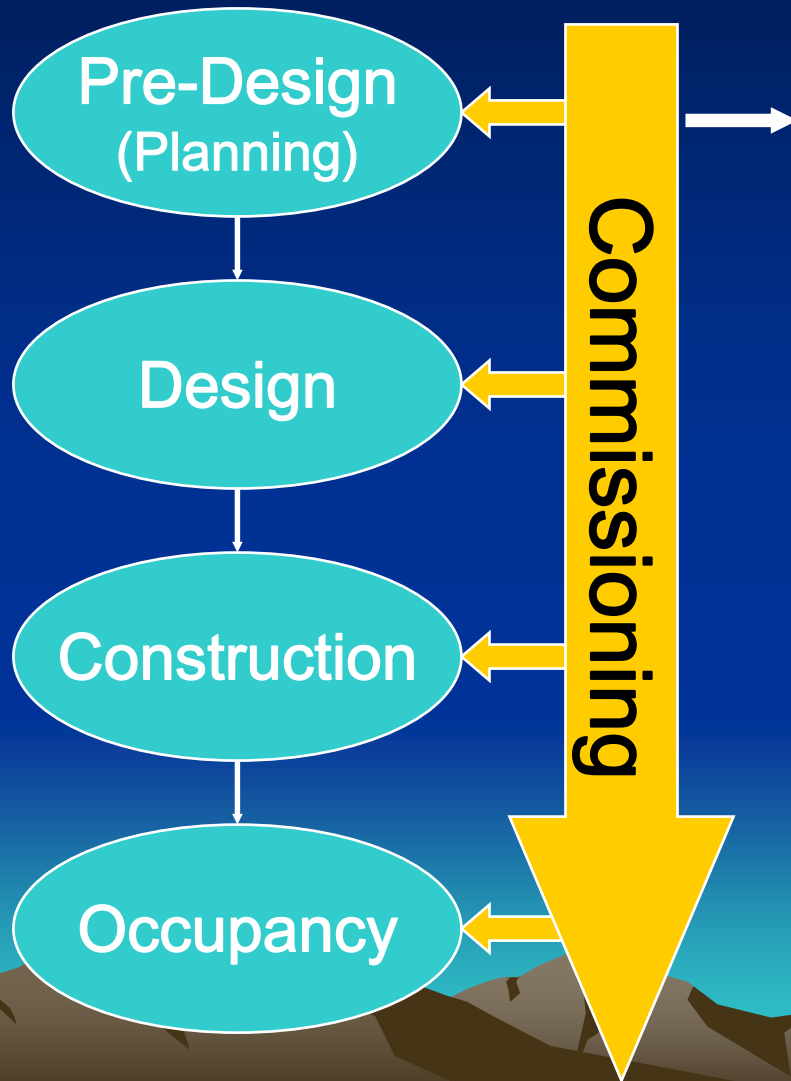 Pre-Design
(Planning)
Design
Construction
Occupancy
Commissioning